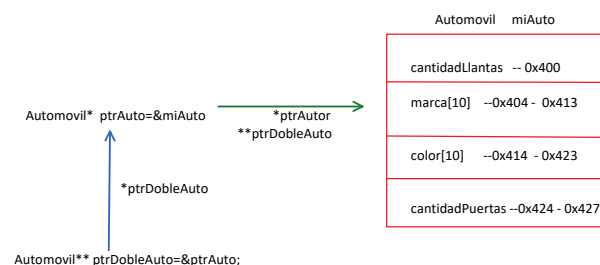 Automovil miAuto
cantidadLlantas -- 0x400
marca[10] --0x404 - 0x413
color[10] --0x414 - 0x423
cantidadPuertas --0x424 - 0x427
Automovil* ptrAuto=&miAuto
*ptrAutor
**ptrDobleAuto
*ptrDobleAuto
Automovil** ptrDobleAuto=&ptrAuto;